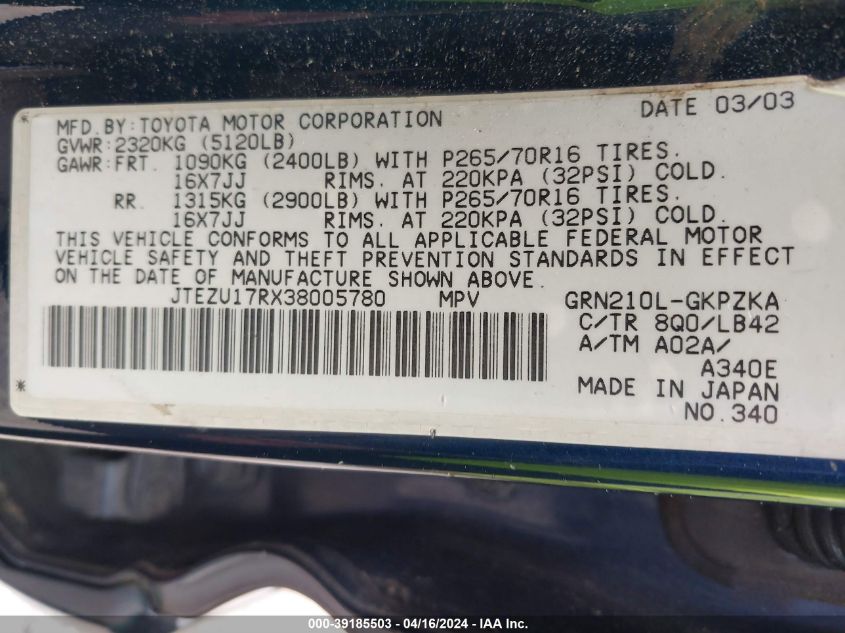 DATE 03/03
MFD.BY:TOYOTA MOTOR CORPORATION
GVWR:2320KG (5120LB)
GAWR:FRT. 1090KG (2400LB) WITH P265/70R16 TIRES.
16X7JJ RIMS. AT 220KPA (32PSI) COLD.
RR. 1315KG (2900LB) WITH P265/70R16 TIRES.
16X7JJ RIMS. AT 220KPA (32PSI) COLD.
THIS VEHICLE CONFORMS TO ALL APPLICABLE FEDERAL MOTOR
VEHICLE SAFETY AND THEFT PREVENTION STANDARDS IN EFFECT
ON THE DATE OF MANUFACTURE SHOWN ABOVE.
JTEZU17RX38005780 MPV GRN210L-GKPZKA
C/TR 8Q0/LB42
A/TM A02A/
A340E
* MADE IN JAPAN
NO.340
000-39185503 - 04/16/2024 - IAA Inc.